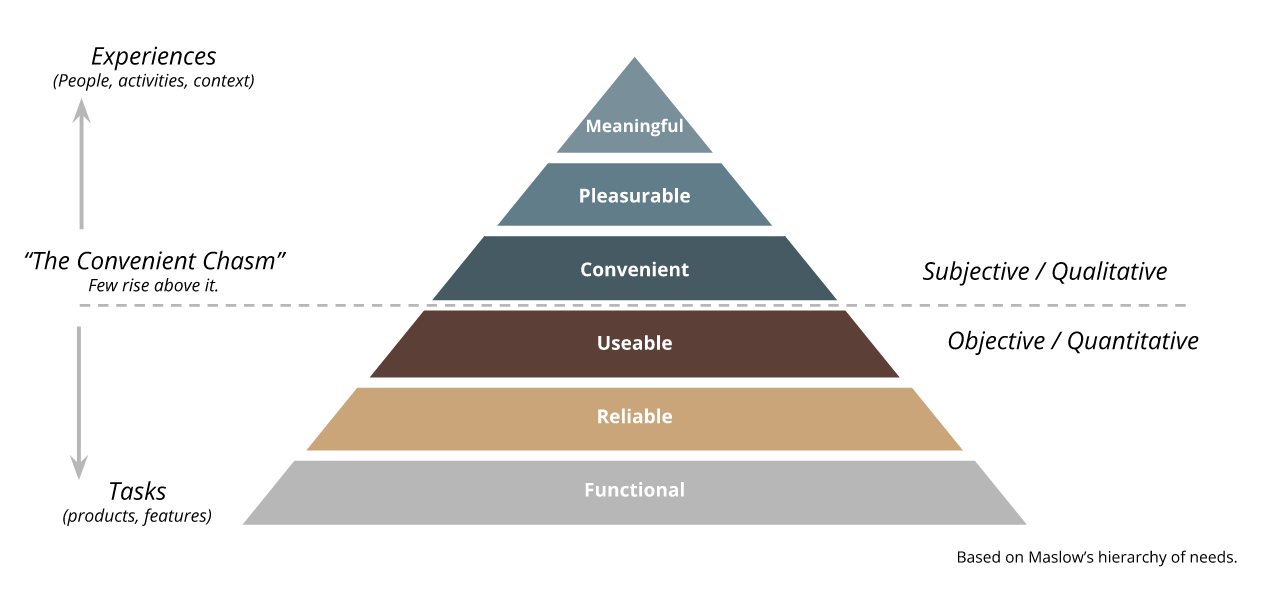 Experiences
(People, activities, context)
Meaningful
Pleasurable
“The Convenient Chasm”
Few rise above it.
Convenient
Subjective / Qualitative
Useable
Objective / Quantitative
Reliable
Functional
Tasks
(products, features)
Based on Maslow’s hierarchy of needs.